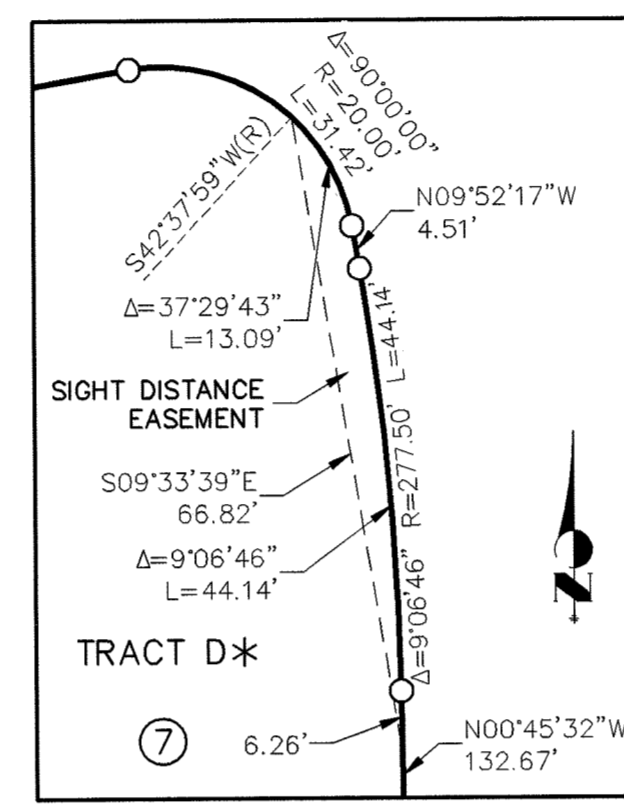 Δ=90°00'00"
R=20.00'
L=31.42'
S42°37'59"W(R)
N09°52'17"W
4.51'
Δ=37°29'43"
L=13.09'
SIGHT DISTANCE
EASEMENT
S09°33'39"E
66.82'
Δ=9°06'46"
L=44.14'
Δ=9°06'46" R=277.50' L=44.14'
N
TRACT D*
7
6.26'
N00°45'32"W
132.67'